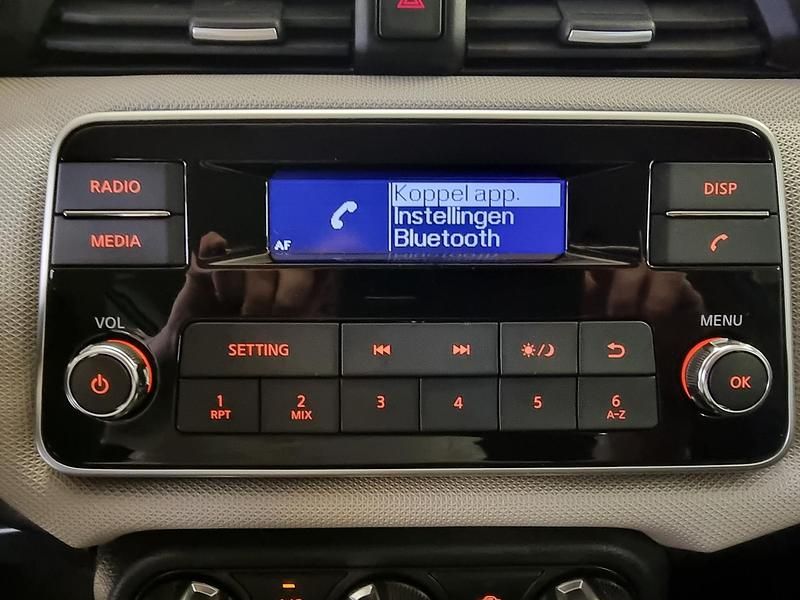 RADIO
MEDIA
Koppel app.
Instellingen
Bluetooth
AF
DISP
VOL
MENU
SETTING
OK
1
RPT
2
MIX
3
4
5
6
A-Z